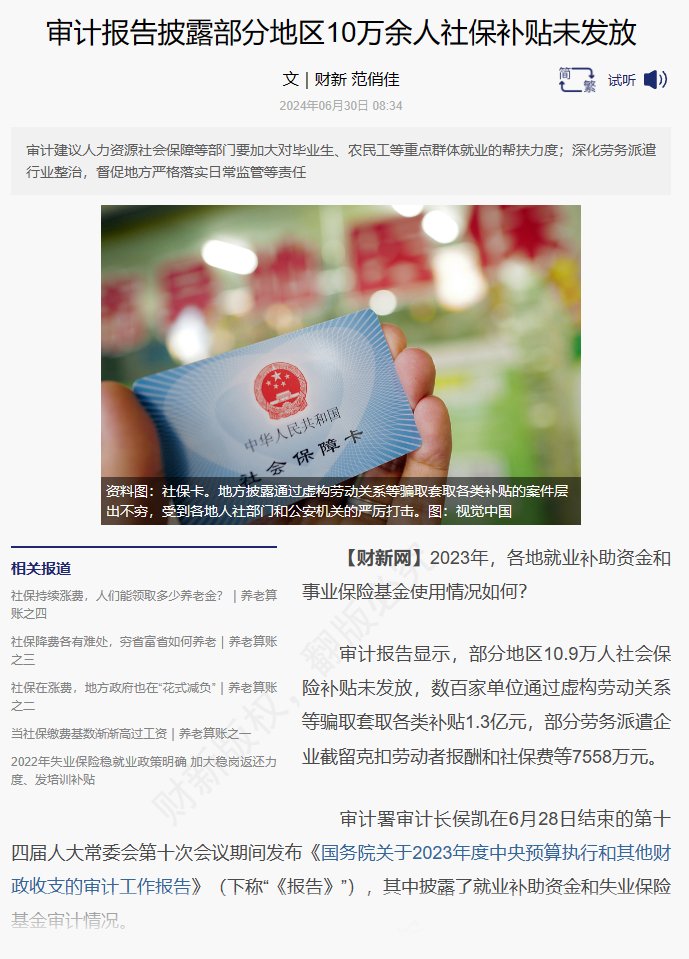 审计报告披露部分地区10万余人社保补贴未发放
文｜财新 范俏佳
简
繁
试听
2024年06月30日 08:34
审计建议人力资源社会保障等部门要加大对毕业生、农民工等重点群体就业的帮扶力度；深化劳务派遣
行业整治，督促地方严格落实日常监管等责任
中华人民共和国
社会保障卡
资料图：社保卡。地方披露通过虚构劳动关系等骗取套取各类补贴的案件层
出不穷，受到各地人社部门和公安机关的严厉打击。图：视觉中国
相关报道
社保持续涨费，人们能领取多少养老金？｜养老算
账之四
社保降费各有难处，穷省富省如何养老｜养老算账
之三
社保在涨费，地方政府也在“花式减负”｜养老算账
之二
当社保缴费基数渐渐高过工资｜养老算账之一
2022年失业保险稳就业政策明确 加大稳岗返还力
度、发培训补贴
【财新网】2023年，各地就业补助资金和
事业保险基金使用情况如何？
审计报告显示，部分地区10.9万人社会保
险补贴未发放，数百家单位通过虚构劳动关系
等骗取套取各类补贴1.3亿元，部分劳务派遣企
业截留克扣劳动者报酬和社保费等7558万元。
审计署审计长侯凯在6月28日结束的第十
四届人大常委会第十次会议期间发布《国务院关于2023年度中央预算执行和其他财
政收支的审计工作报告》（下称“《报告》”），其中披露了就业补助资金和失业保险
基金审计情况。
财新版权，翻版必究